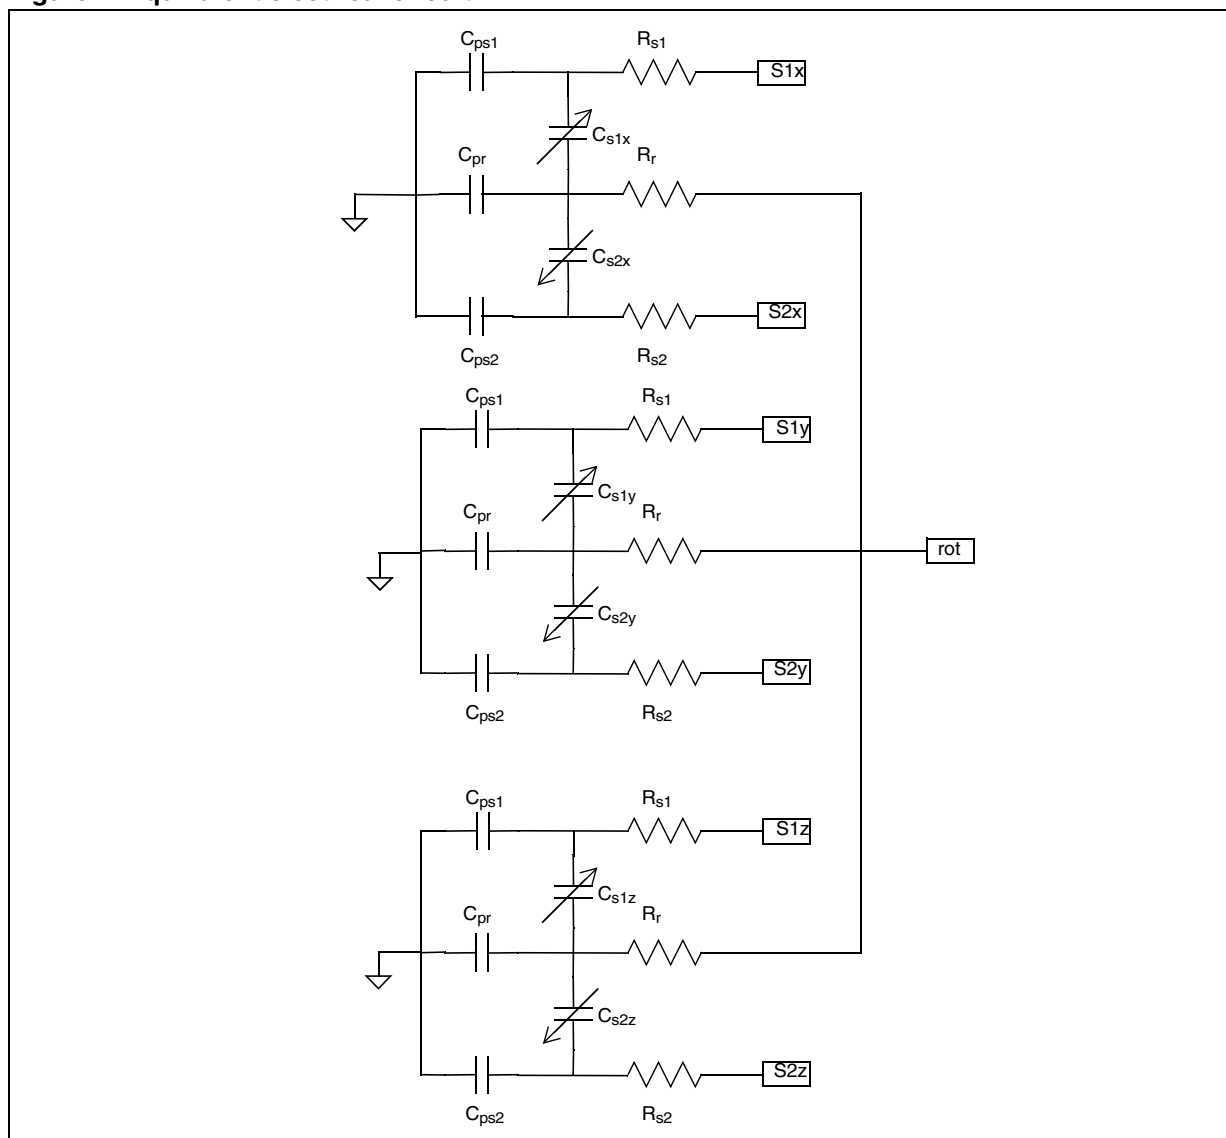 Cps1
Rs1
S1x
Cs1x
Cpr
Rr
Cs2x
S2x
Cps2
Rs2
Cps1
Rs1
S1y
Cs1y
Cpr
Rr
rot
Cs2y
S2y
Cps2
Rs2
Cps1
Rs1
S1z
Cs1z
Cpr
Rr
Cs2z
S2z
Cps2
Rs2